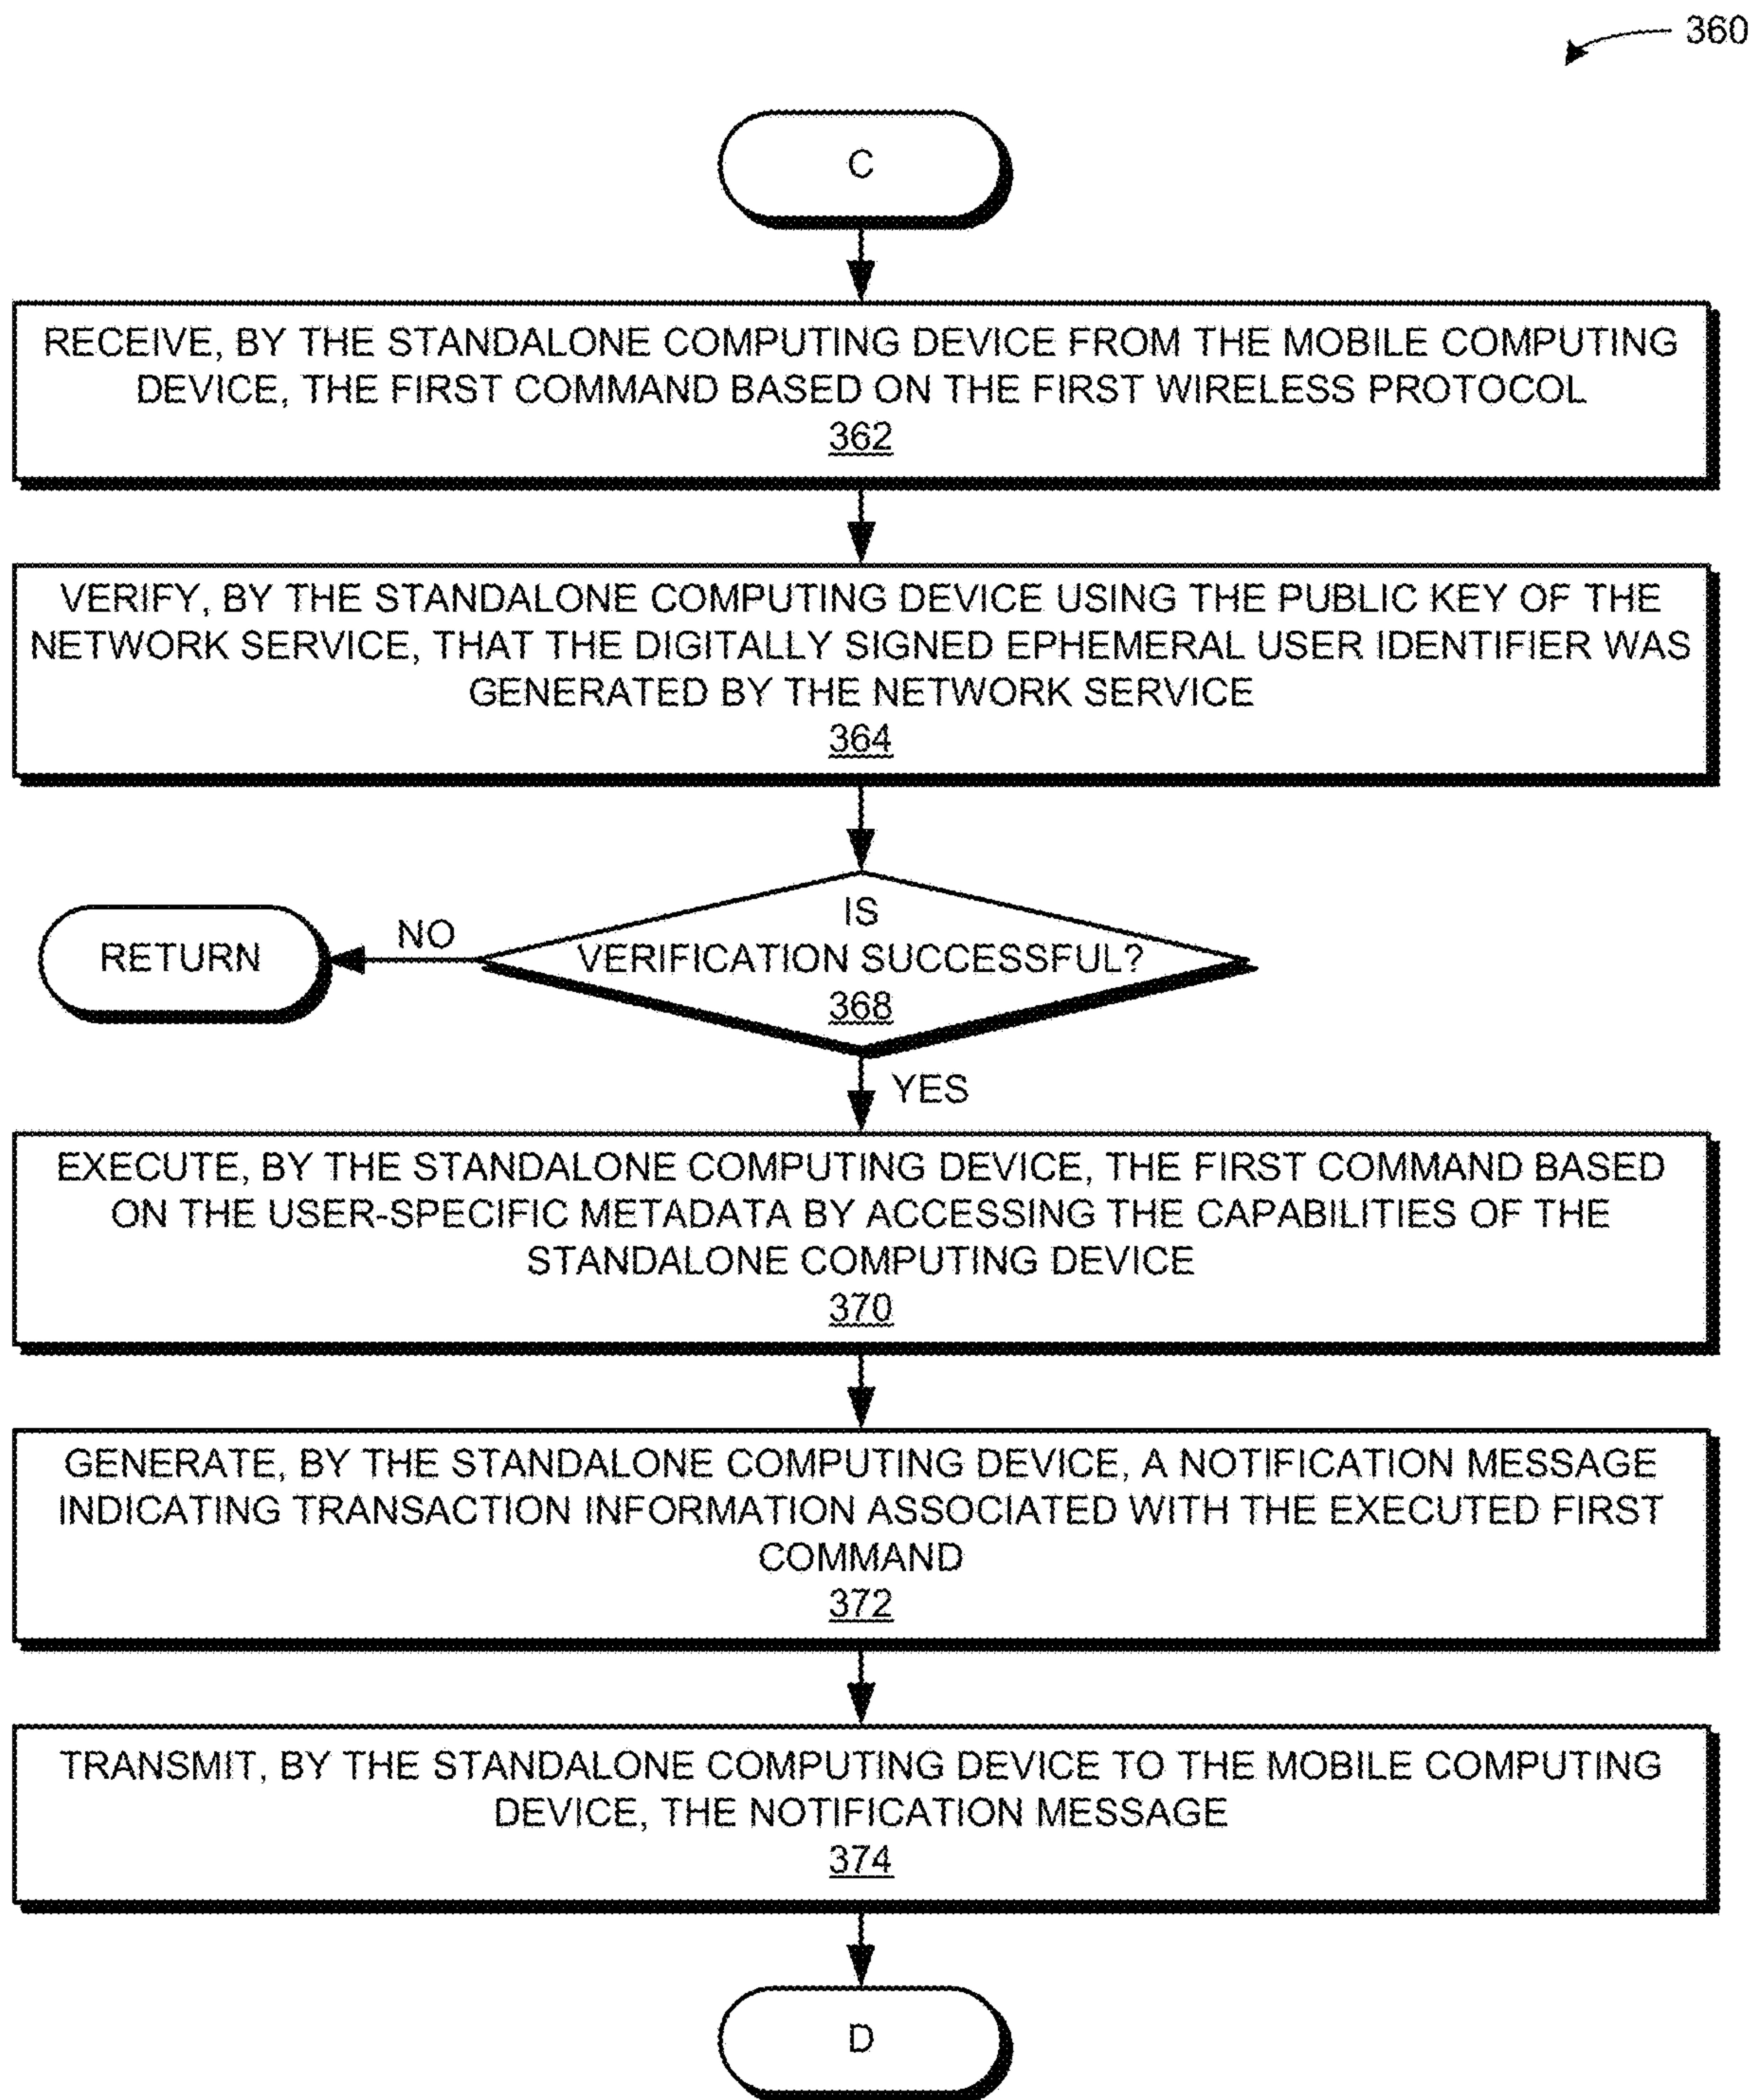 360
C
RECEIVE, BY THE STANDALONE COMPUTING DEVICE FROM THE MOBILE COMPUTING
DEVICE, THE FIRST COMMAND BASED ON THE FIRST WIRELESS PROTOCOL
362
VERIFY, BY THE STANDALONE COMPUTING DEVICE USING THE PUBLIC KEY OF THE
NETWORK SERVICE, THAT THE DIGITALLY SIGNED EPHEMERAL USER IDENTIFIER WAS
GENERATED BY THE NETWORK SERVICE
364
IS
VERIFICATION SUCCESSFUL?
368
NO
RETURN
YES
EXECUTE, BY THE STANDALONE COMPUTING DEVICE, THE FIRST COMMAND BASED
ON THE USER-SPECIFIC METADATA BY ACCESSING THE CAPABILITIES OF THE
STANDALONE COMPUTING DEVICE
370
GENERATE, BY THE STANDALONE COMPUTING DEVICE, A NOTIFICATION MESSAGE
INDICATING TRANSACTION INFORMATION ASSOCIATED WITH THE EXECUTED FIRST
COMMAND
372
TRANSMIT, BY THE STANDALONE COMPUTING DEVICE TO THE MOBILE COMPUTING
DEVICE, THE NOTIFICATION MESSAGE
374
D